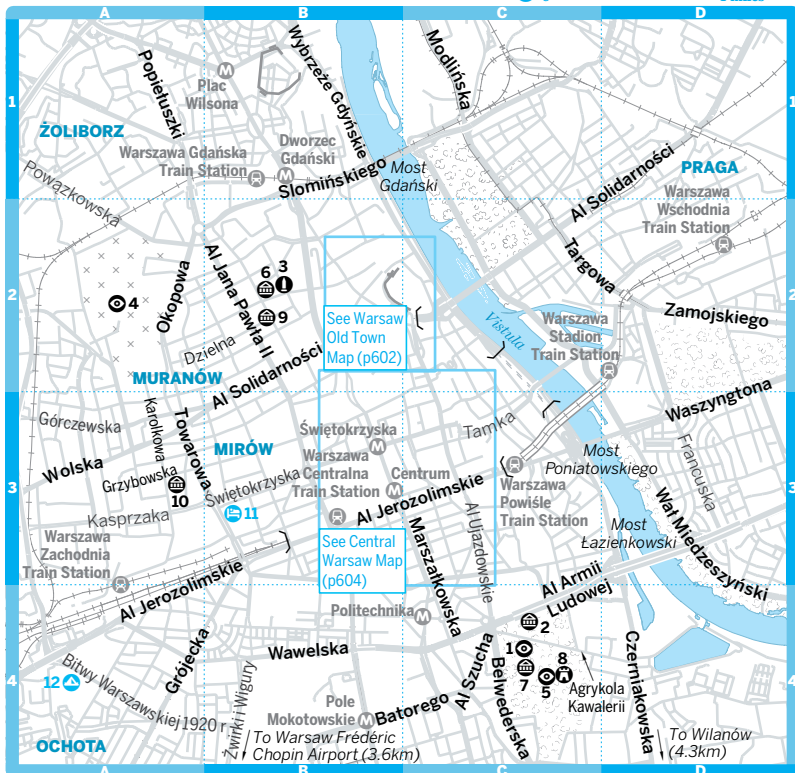 A
B
C
D
1
Popiełuszki
Plac
Wilsona
Wybrzeże Gdyńskie
Modlińska
ŻOLIBORZ
Warszawa Gdańska
Train Station
Dworzec
Gdański
Słomińskiego
Most
Gdański
Al Solidarności
PRAGA
Warszawa
Wschodnia
Train Station
Powązkowska
Targowa
2
4
Okopowa
Al Jana Pawła II
6
3
9
Dzielna
See Warsaw
Old Town
Map (p602)
Vistula
Warszawa
Stadion
Train Station
Zamojskiego
2
MURANÓW
Al Solidarności
Górczewska
Karolkowa
Towarowa
Wolska
MIRÓW
Świętokrzyska
Tamka
Waszyngtona
Francuska
Most
Poniatowskiego
3
Grzybowska
10
Kasprzaka
Świętokrzyska
11
Warszawa
Centralna
Train Station
Centrum
Al Jerozolimskie
Warszawa
Powiśle
Train Station
Wał Miedzeszyński
3
Marszałkowska
Al Ujazdowskie
Most
Łazienkowski
Warszawa
Zachodnia
Train Station
Al Jerozolimskie
See Central
Warsaw Map
(p604)
Al Armii
Ludowej
Politechnika
2
1
7
5
8
Agrykola
Kawalerii
Czerniakowska
4
12
Bitwy Warszawskiej 1920 r
Grójecka
Wawelska
Żwirki i Wigury
Pole
Mokotowskie
Batorego
Al Szucha
Belwederska
4
OCHOTA
To Warsaw Frédéric
Chopin Airport (3.6km)
To Wilanów
(4.3km)
A
B
C
D